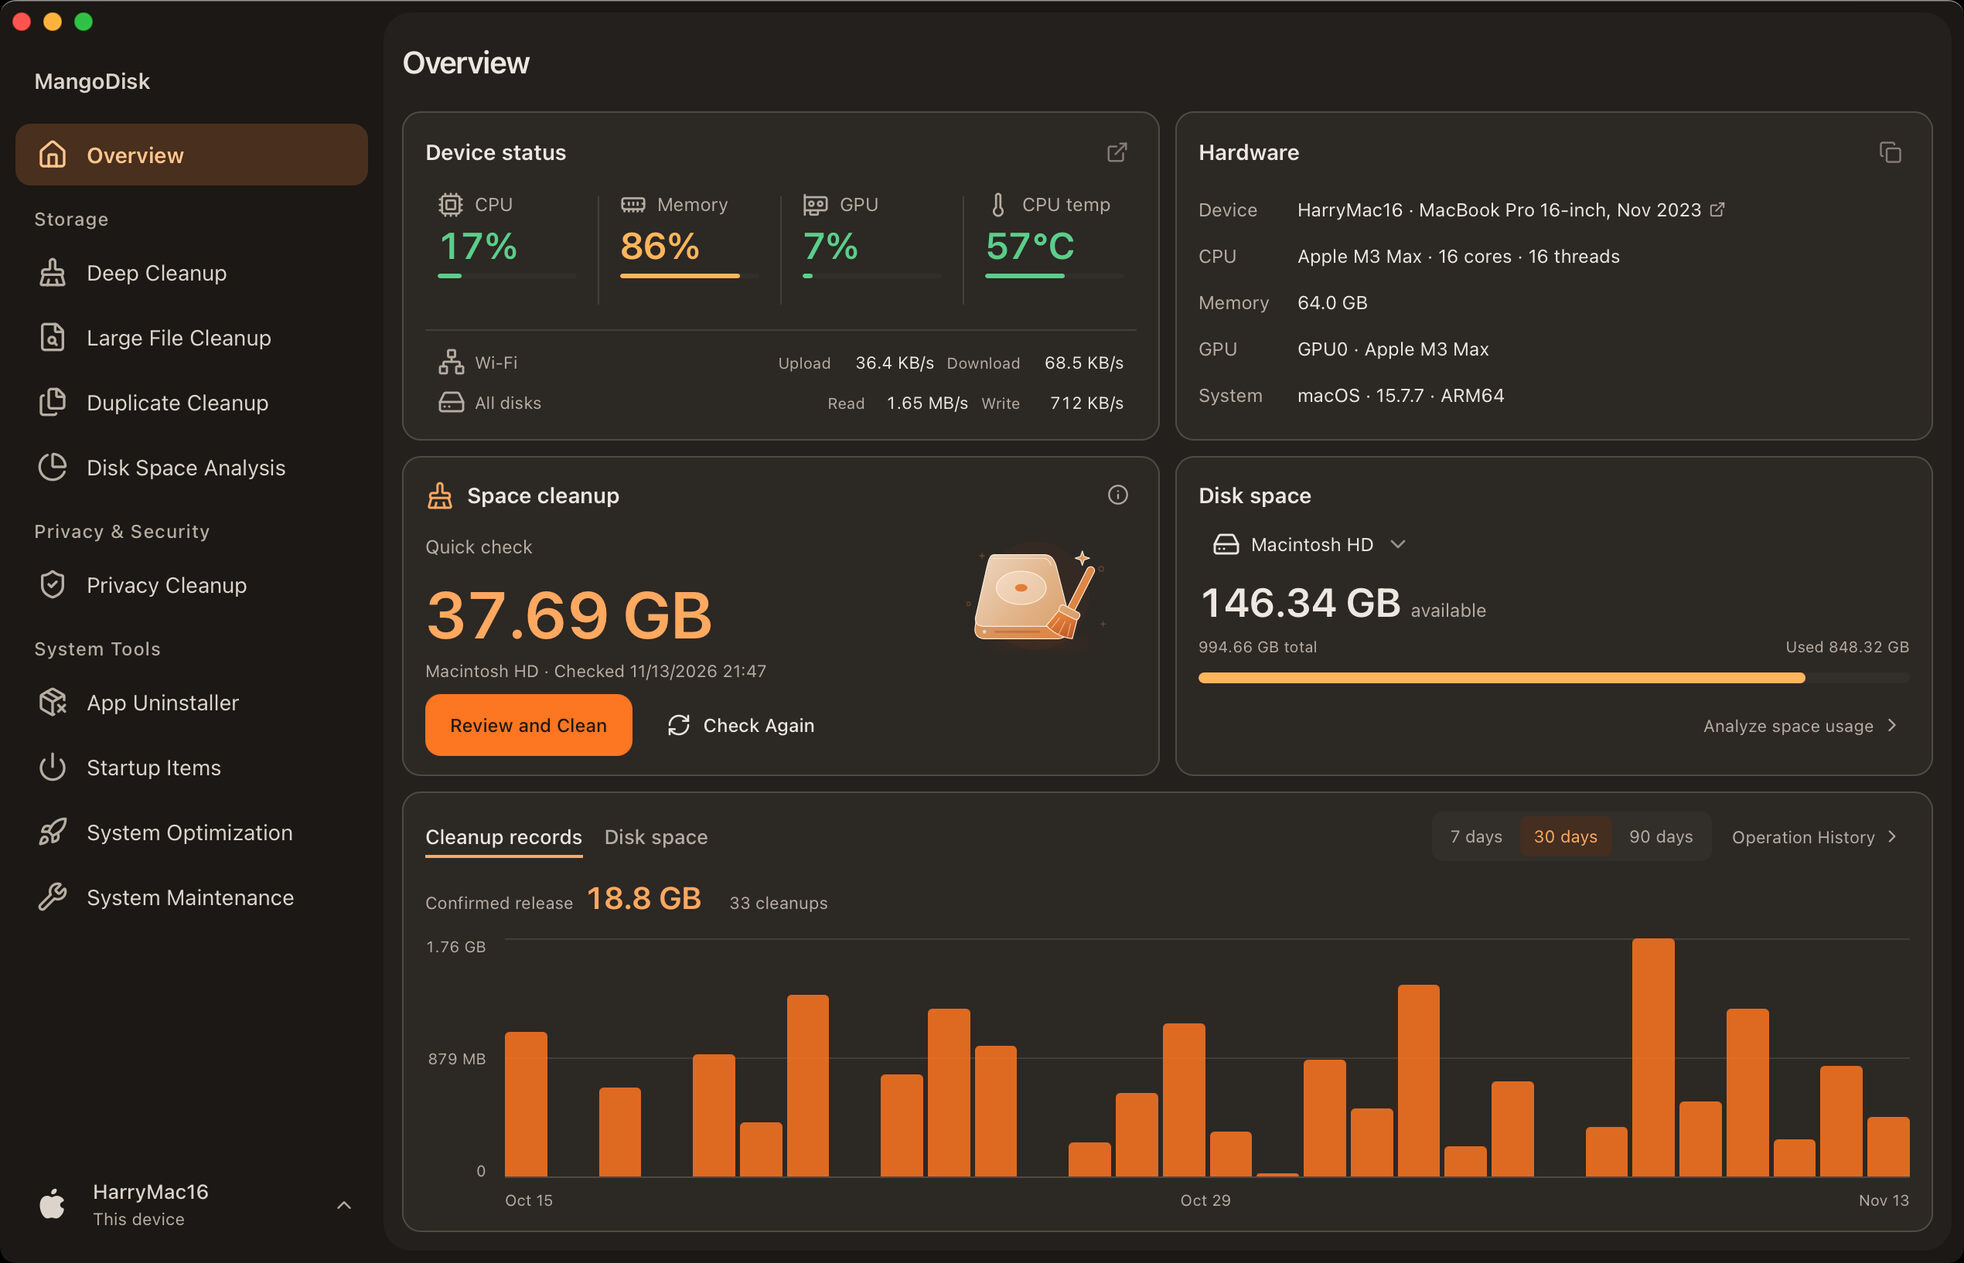 MangoDisk
Overview
Storage
Deep Cleanup
Large File Cleanup
Duplicate Cleanup
Disk Space Analysis
Privacy & Security
Privacy Cleanup
System Tools
App Uninstaller
Startup Items
System Optimization
System Maintenance
HarryMac16
This device
Overview
Device status
CPU
17%
Memory
86%
GPU
7%
CPU temp
57°C
Wi-Fi Upload 36.4 KB/s Download 68.5 KB/s
All disks Read 1.65 MB/s Write 712 KB/s
Hardware
Device HarryMac16 · MacBook Pro 16-inch, Nov 2023
CPU Apple M3 Max · 16 cores · 16 threads
Memory 64.0 GB
GPU GPU0 · Apple M3 Max
System macOS · 15.7.7 · ARM64
Space cleanup
Quick check
37.69 GB
Macintosh HD · Checked 11/13/2026 21:47
Review and Clean Check Again
Disk space
Macintosh HD
146.34 GB available
994.66 GB total Used 848.32 GB
Analyze space usage
Cleanup records Disk space 7 days 30 days 90 days Operation History
Confirmed release 18.8 GB 33 cleanups
1.76 GB
879 MB
0
Oct 15 Oct 29 Nov 13